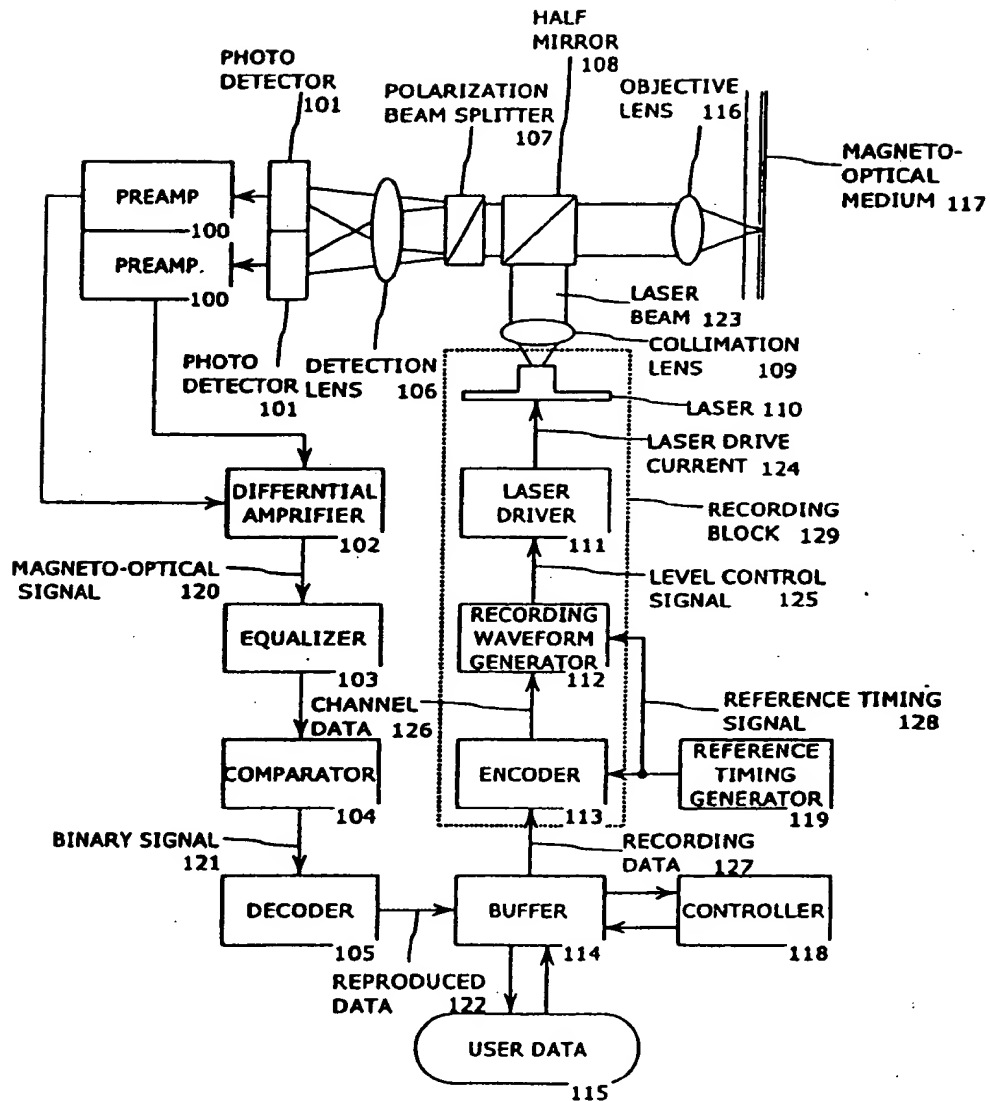 HALF
MIRROR
108
PHOTO
DETECTOR
101
POLARIZATION
BEAM SPLITTER
107
OBJECTIVE
LENS 116
MAGNETO-
OPTICAL
MEDIUM 117
PREAMP
100
PREAMP.
100
LASER
BEAM 123
COLLIMATION
LENS
109
PHOTO
DETECTOR
101
DETECTION
LENS
106
LASER 110
LASER DRIVE
CURRENT 124
DIFFERNTIAL
AMPRIFIER
102
LASER
DRIVER
111
RECORDING
BLOCK 129
MAGNETO-OPTICAL
SIGNAL 120
LEVEL CONTROL
SIGNAL 125
EQUALIZER
103
RECORDING
WAVEFORM
GENERATOR
112
CHANNEL
DATA 126
REFERENCE TIMING
SIGNAL 128
COMPARATOR
104
ENCODER
113
REFERENCE
TIMING
GENERATOR
119
BINARY SIGNAL
121
RECORDING
DATA 127
DECODER
105
BUFFER
114
CONTROLLER
118
REPRODUCED
DATA 122
USER DATA
115